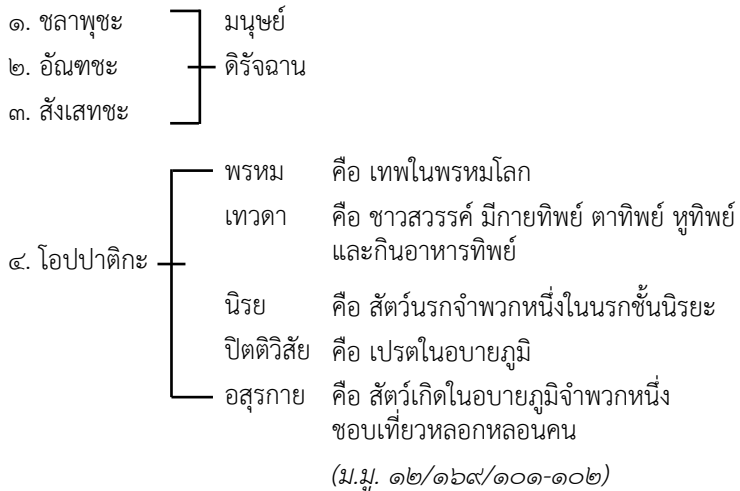 ๑. ชลาพุชะ มนุษย์
๒. อัณฑชะ ดิรัจฉาน
๓. สังเสทชะ
พรหม คือ เทพในพรหมโลก
เทวดา คือ ชาวสวรรค์ มีกายทิพย์ ตาทิพย์ หูทิพย์
และกินอาหารทิพย์
๔. โอปปาติกะ
นิรย คือ สัตว์นรกจำพวกหนึ่งในนรกชั้นนิรยะ
ปิตติวิสัย คือ เปรตในอบายภูมิ
อสุรกาย คือ สัตว์เกิดในอบายภูมิจำพวกหนึ่ง
ชอบเที่ยวหลอกหลอนคน
(ม.มู. ๑๒/๑๖๙/๑๐๑-๑๐๒)